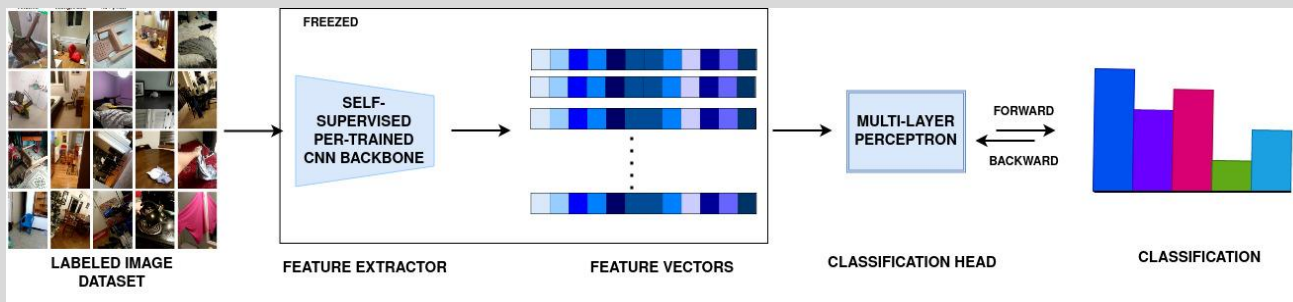 FREEZED
SELF-
SUPERVISED
PER-TRAINED
CNN BACKBONE
MULTI-LAYER
PERCEPTRON
FORWARD
BACKWARD
LABELED IMAGE
DATASET
FEATURE EXTRACTOR
FEATURE VECTORS
CLASSIFICATION HEAD
CLASSIFICATION